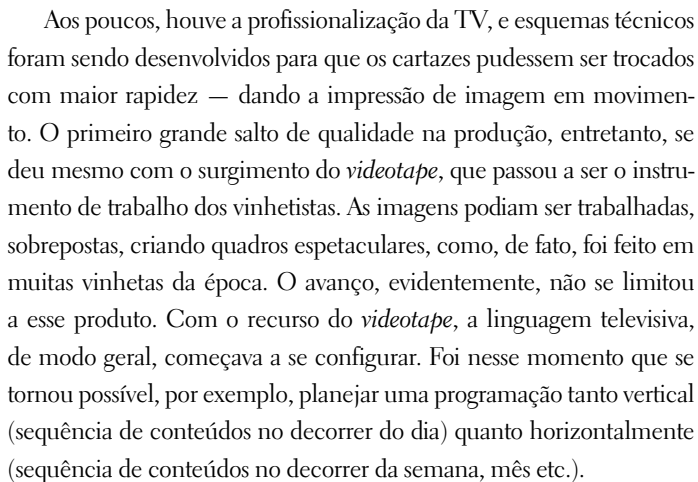 Aos poucos, houve a profissionalização da TV, e esquemas técnicos
foram sendo desenvolvidos para que os cartazes pudessem ser trocados
com maior rapidez — dando a impressão de imagem em movimen-
to. O primeiro grande salto de qualidade na produção, entretanto, se
deu mesmo com o surgimento do videotape, que passou a ser o instru-
mento de trabalho dos vinhetistas. As imagens podiam ser trabalhadas,
sobrepostas, criando quadros espetaculares, como, de fato, foi feito em
muitas vinhetas da época. O avanço, evidentemente, não se limitou
a esse produto. Com o recurso do videotape, a linguagem televisiva,
de modo geral, começava a se configurar. Foi nesse momento que se
tornou possível, por exemplo, planejar uma programação tanto vertical
(sequência de conteúdos no decorrer do dia) quanto horizontalmente
(sequência de conteúdos no decorrer da semana, mês etc.).